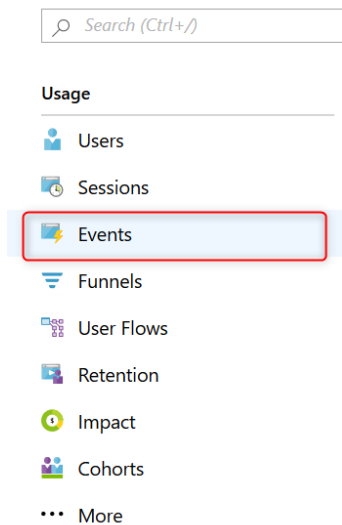 Search (Ctrl+/)
Usage
Users
Sessions
Events
Funnels
User Flows
Retention
Impact
Cohorts
More